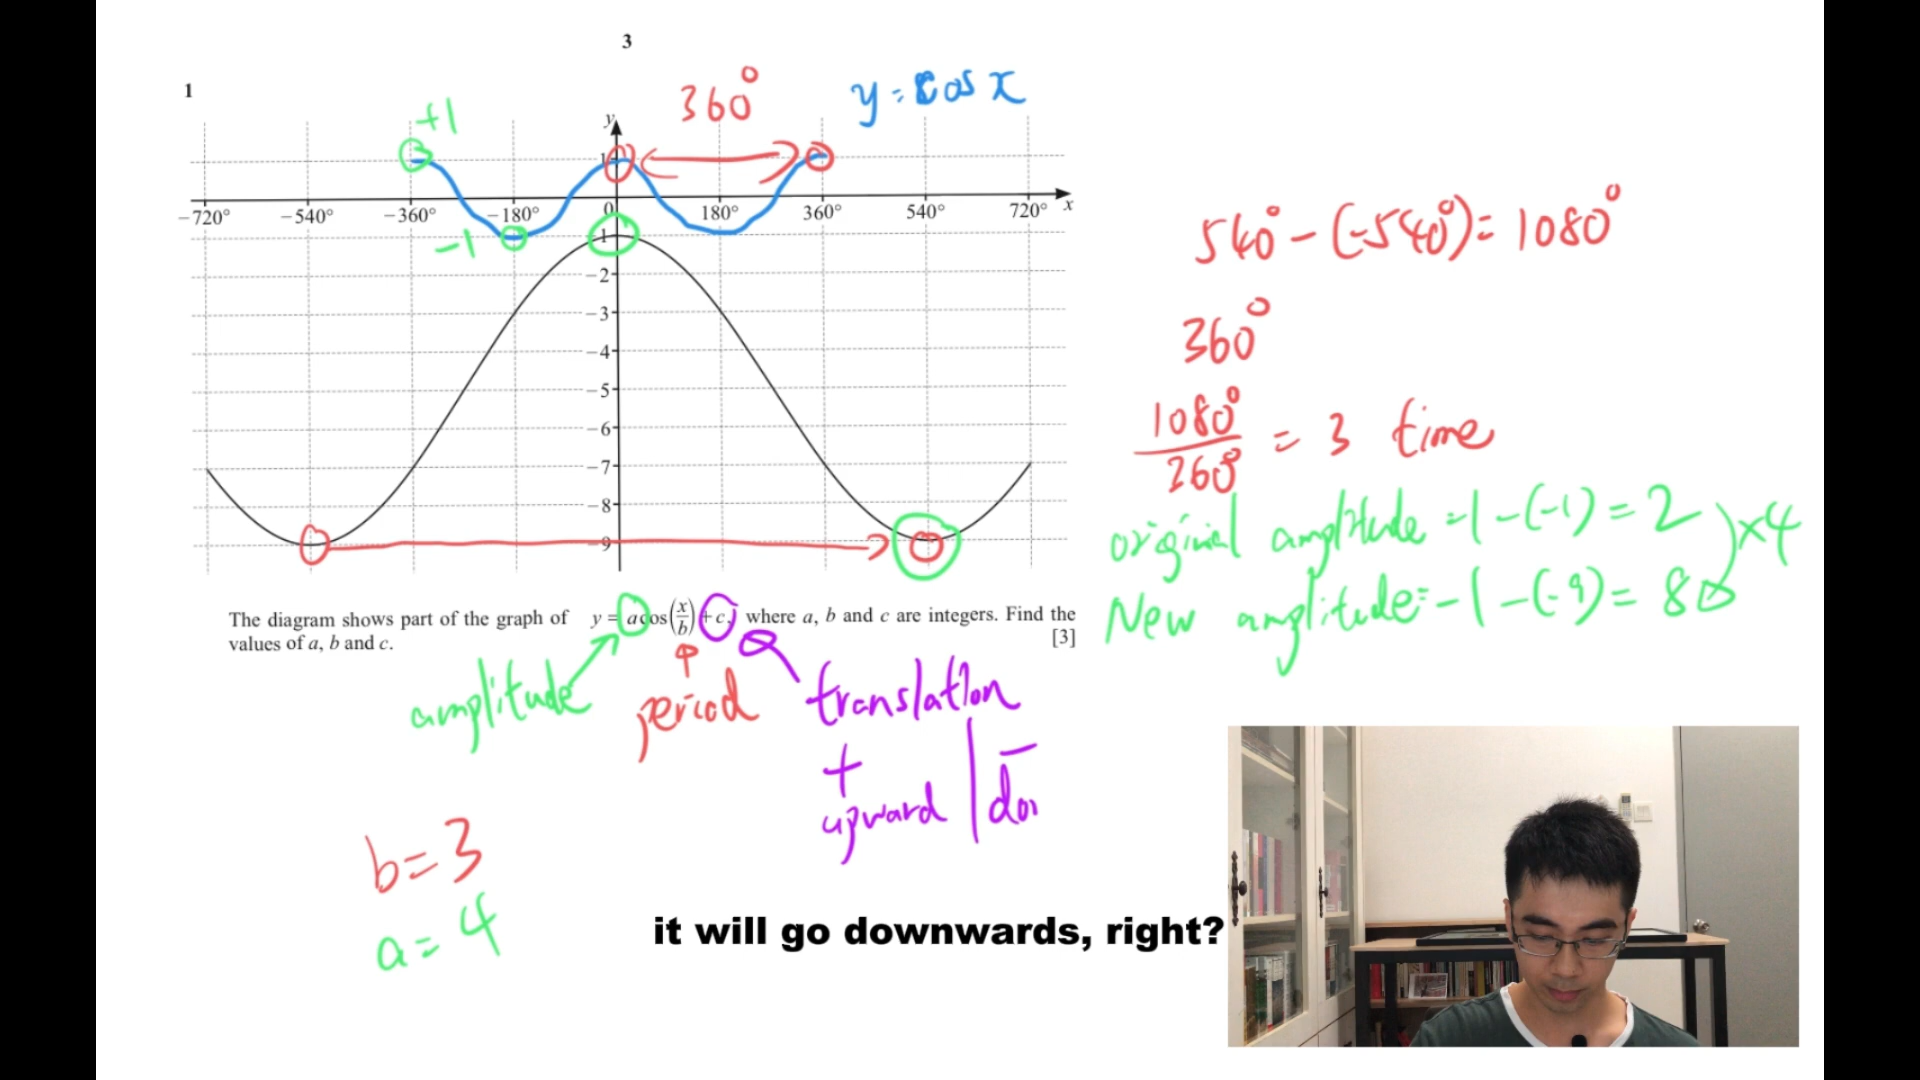 3
1
+1
360°
y = cos x
y
1
-720° -540° -360° -180° 0 180° 360° 540° 720° x
-1
-1
-2
-3
-4
-5
-6
-7
-8
-9
The diagram shows part of the graph of y = a cos(x/b) + c, where a, b and c are integers. Find the
values of a, b and c. [3]
amplitude
period
translation
+
upward
b=3
a=4
540° - (-540°) = 1080°
360°
1080°/360° = 3 time
original amplitude = 1 - (-1) = 2
×4
New amplitude = -1 - (-9) = 8
it will go downwards, right?